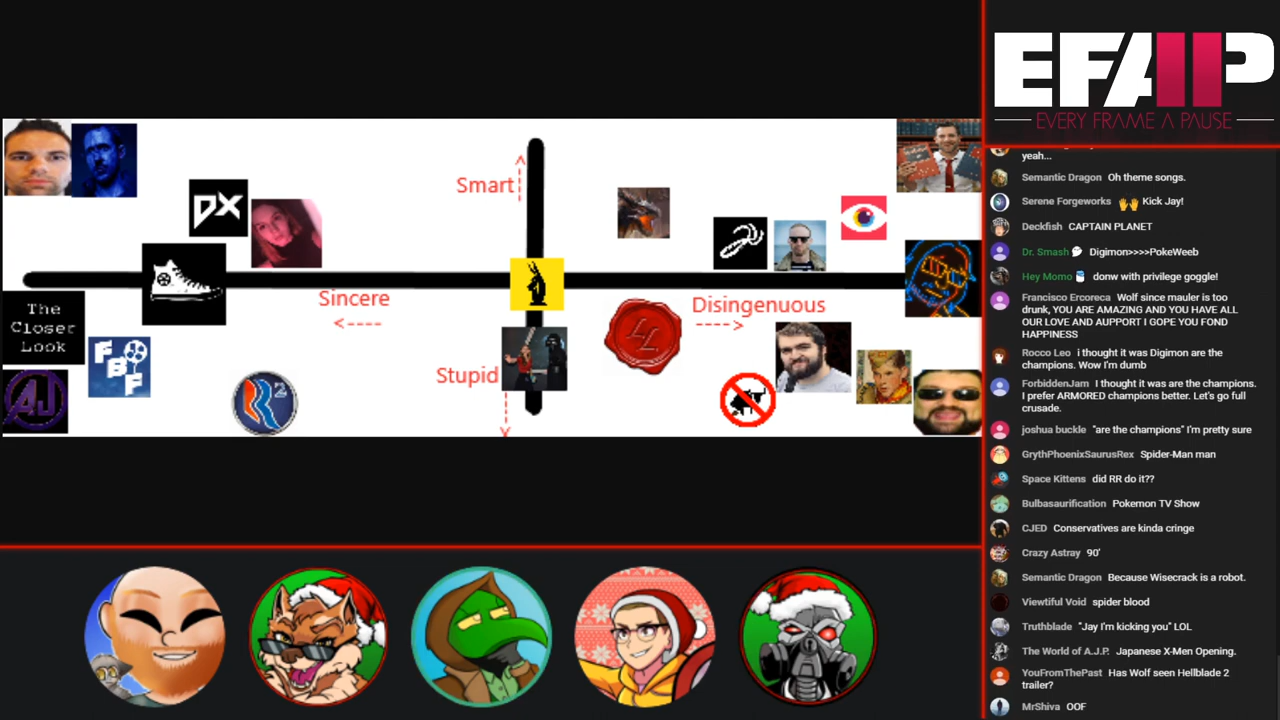 EFAP
EVERY FRAME A PAUSE
Smart
DX
Sincere
<----
Disingenuous
---->
The
Closer
Look
FBF
LL
Stupid
AJ
R²
yeah...
Semantic Dragon Oh theme songs.
Serene Forgeworks 🙌 Kick Jay!
Deckfish CAPTAIN PLANET
Dr. Smash Digimon>>>>PokeWeeb
Hey Momo donw with privilege goggle!
Francisco Ercoreca Wolf since mauler is too
drunk, YOU ARE AMAZING AND YOU HAVE ALL
OUR LOVE AND AUPPORT I GOPE YOU FOND
HAPPINESS
Rocco Leo i thought it was Digimon are the
champions. Wow I'm dumb
ForbiddenJam I thought it was are the champions.
I prefer ARMORED champions better. Let's go full
crusade.
joshua buckle "are the champions" I'm pretty sure
GrythPhoenixSaurusRex Spider-Man man
Space Kittens did RR do it??
Bulbasaurification Pokemon TV Show
CJED Conservatives are kinda cringe
Crazy Astray 90'
Semantic Dragon Because Wisecrack is a robot.
Viewtiful Void spider blood
Truthblade "Jay I'm kicking you" LOL
The World of A.J.P. Japanese X-Men Opening.
YouFromThePast Has Wolf seen Hellblade 2
trailer?
MrShiva OOF